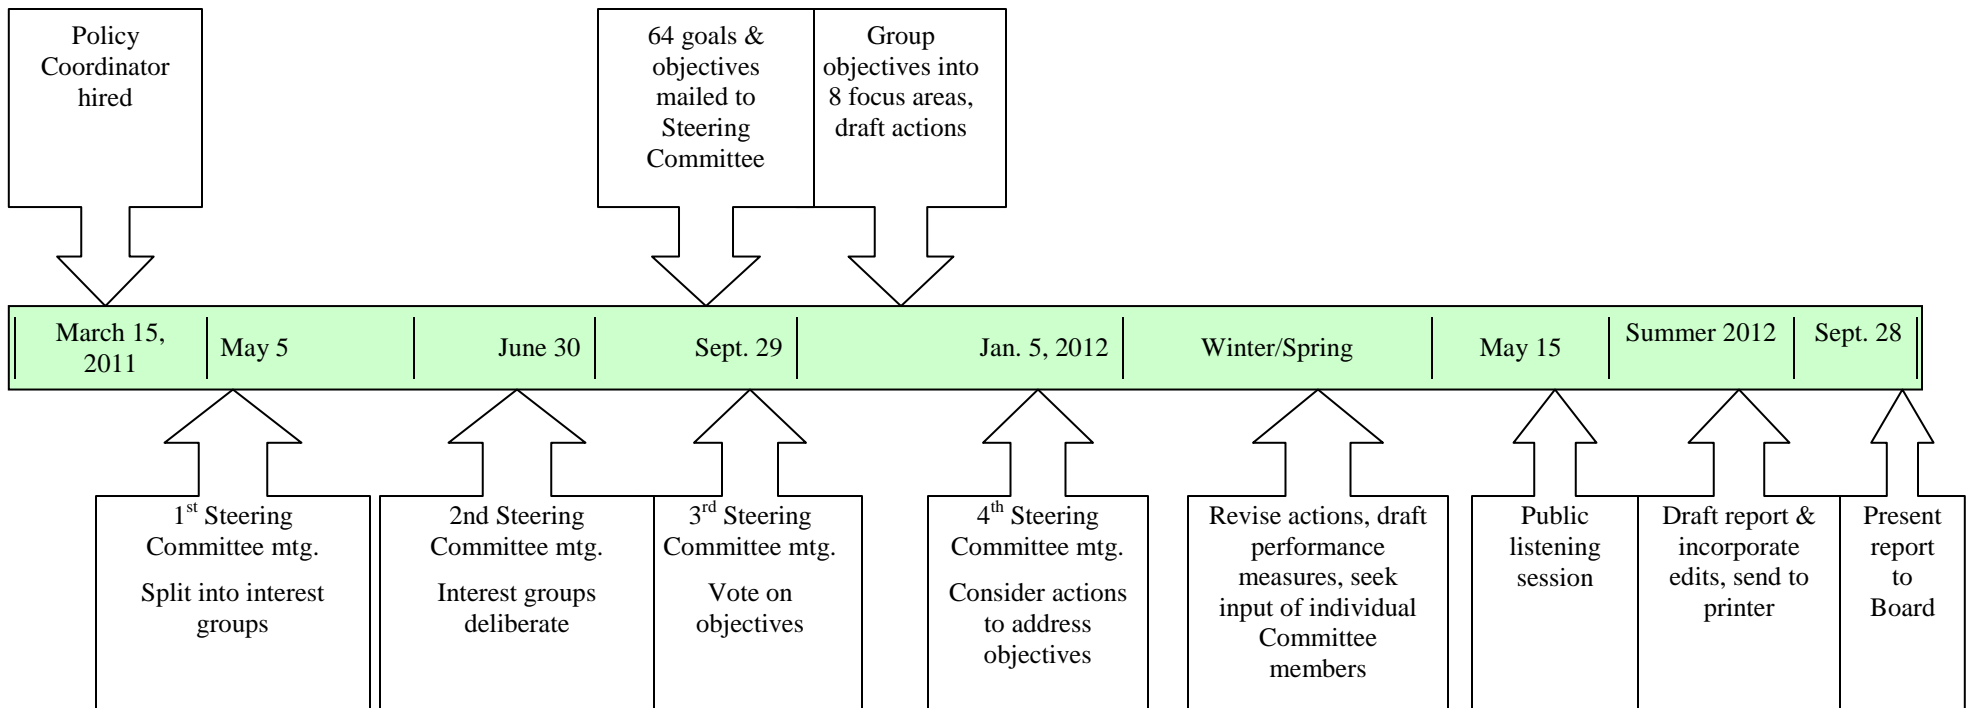 Policy
Coordinator
hired
64 goals &
objectives
mailed to
Steering
Committee
Group
objectives into
8 focus areas,
draft actions
March 15,
2011
May 5
June 30
Sept. 29
Jan. 5, 2012
Winter/Spring
May 15
Summer 2012
Sept. 28
1st Steering
Committee mtg.
Split into interest
groups
2nd Steering
Committee mtg.
Interest groups
deliberate
3rd Steering
Committee mtg.
Vote on
objectives
4th Steering
Committee mtg.
Consider actions
to address
objectives
Revise actions, draft
performance
measures, seek
input of individual
Committee
members
Public
listening
session
Draft report &
incorporate
edits, send to
printer
Present
report
to
Board